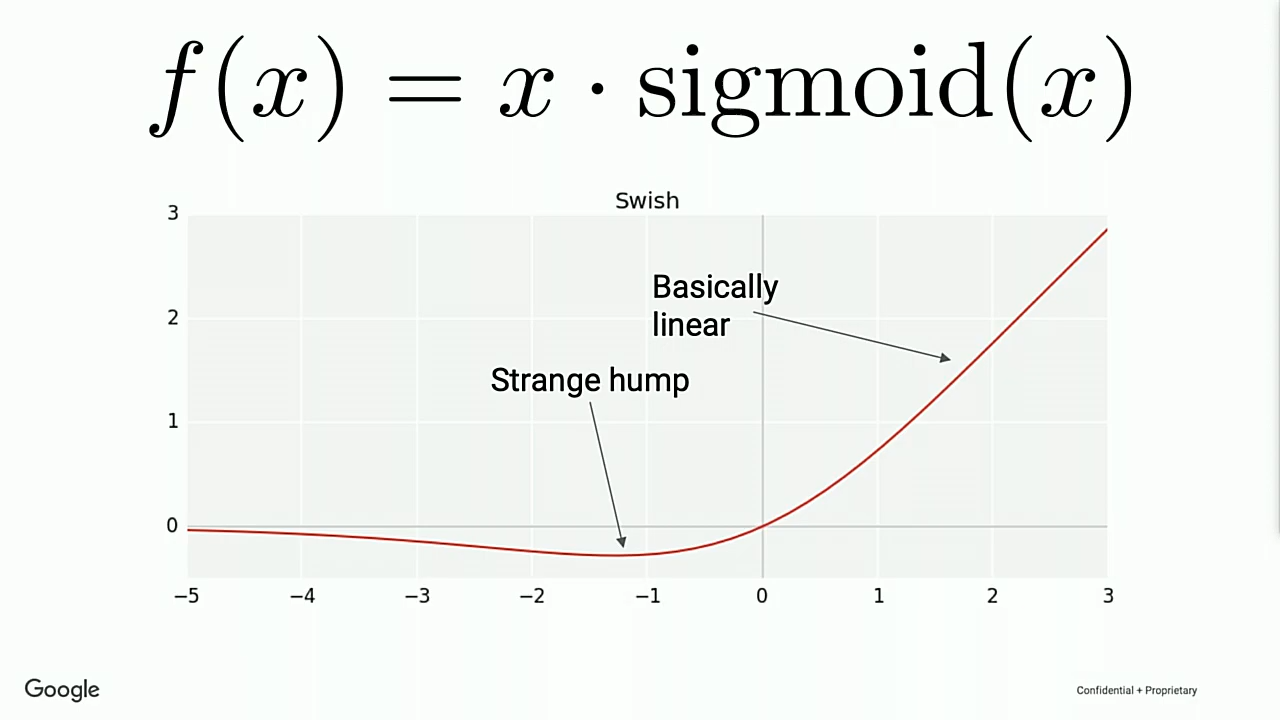 f(x) = x · sigmoid(x)
Swish
3
2
1
0
Basically
linear
Strange hump
−5 −4 −3 −2 −1 0 1 2 3
Google
Confidential + Proprietary